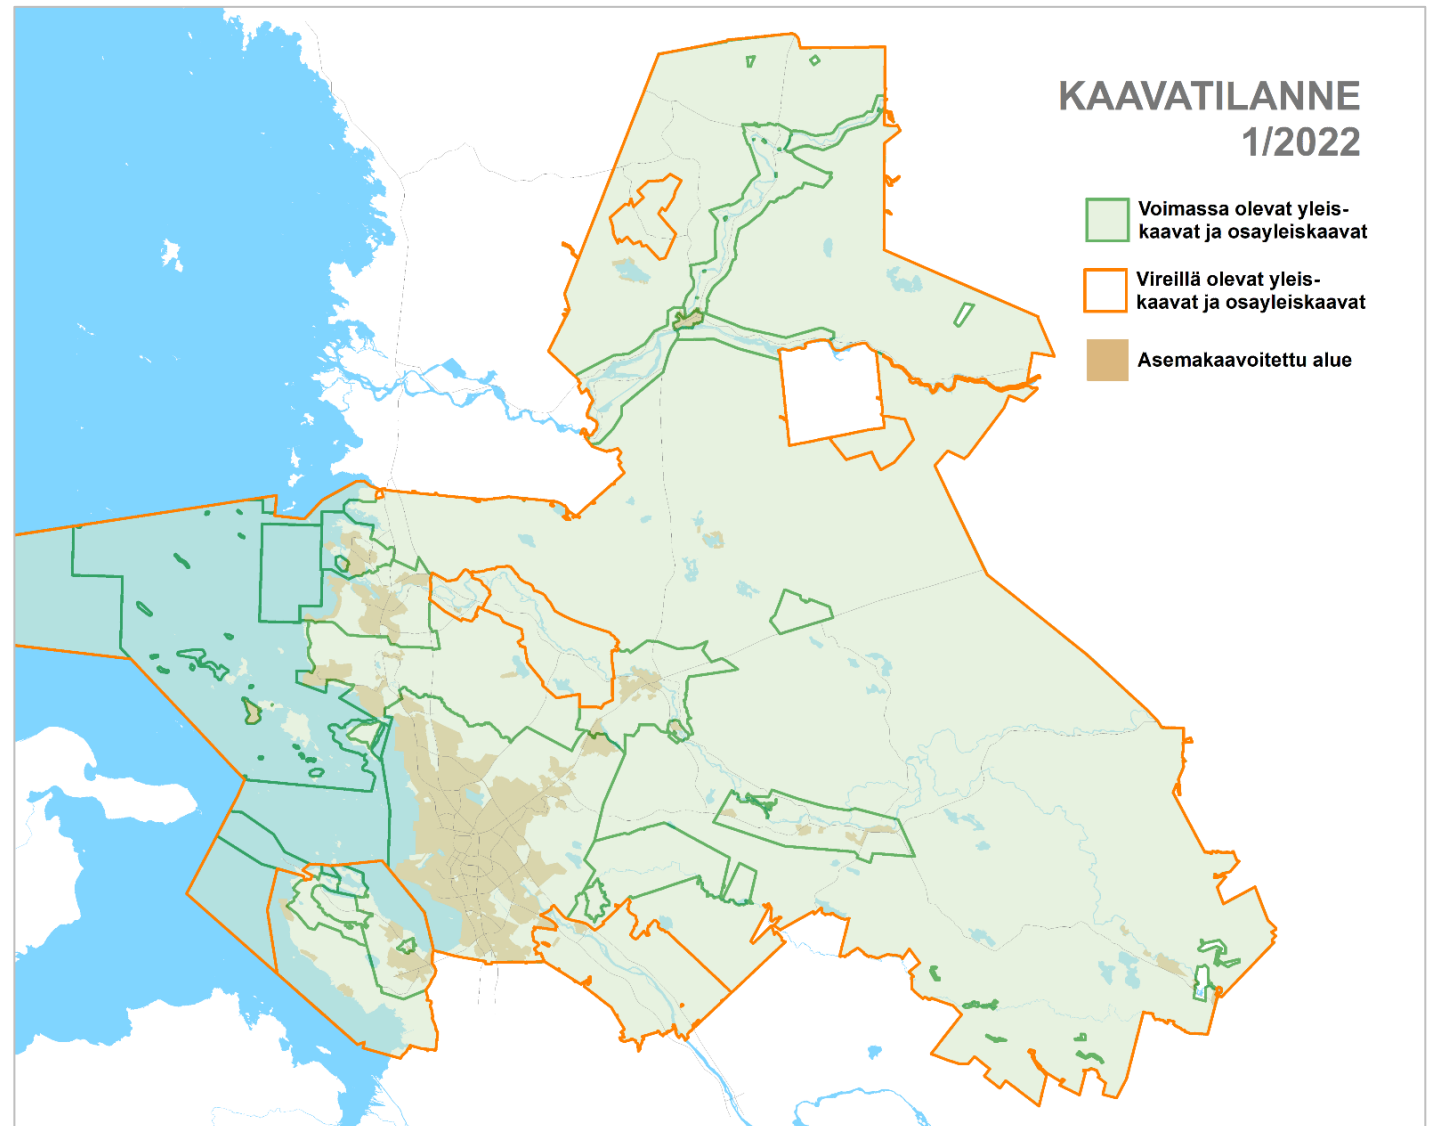 KAAVATILANNE
1/2022
Voimassa olevat yleis-
kaavat ja osayleiskaavat
Vireillä olevat yleis-
kaavat ja osayleiskaavat
Asemakaavoitettu alue